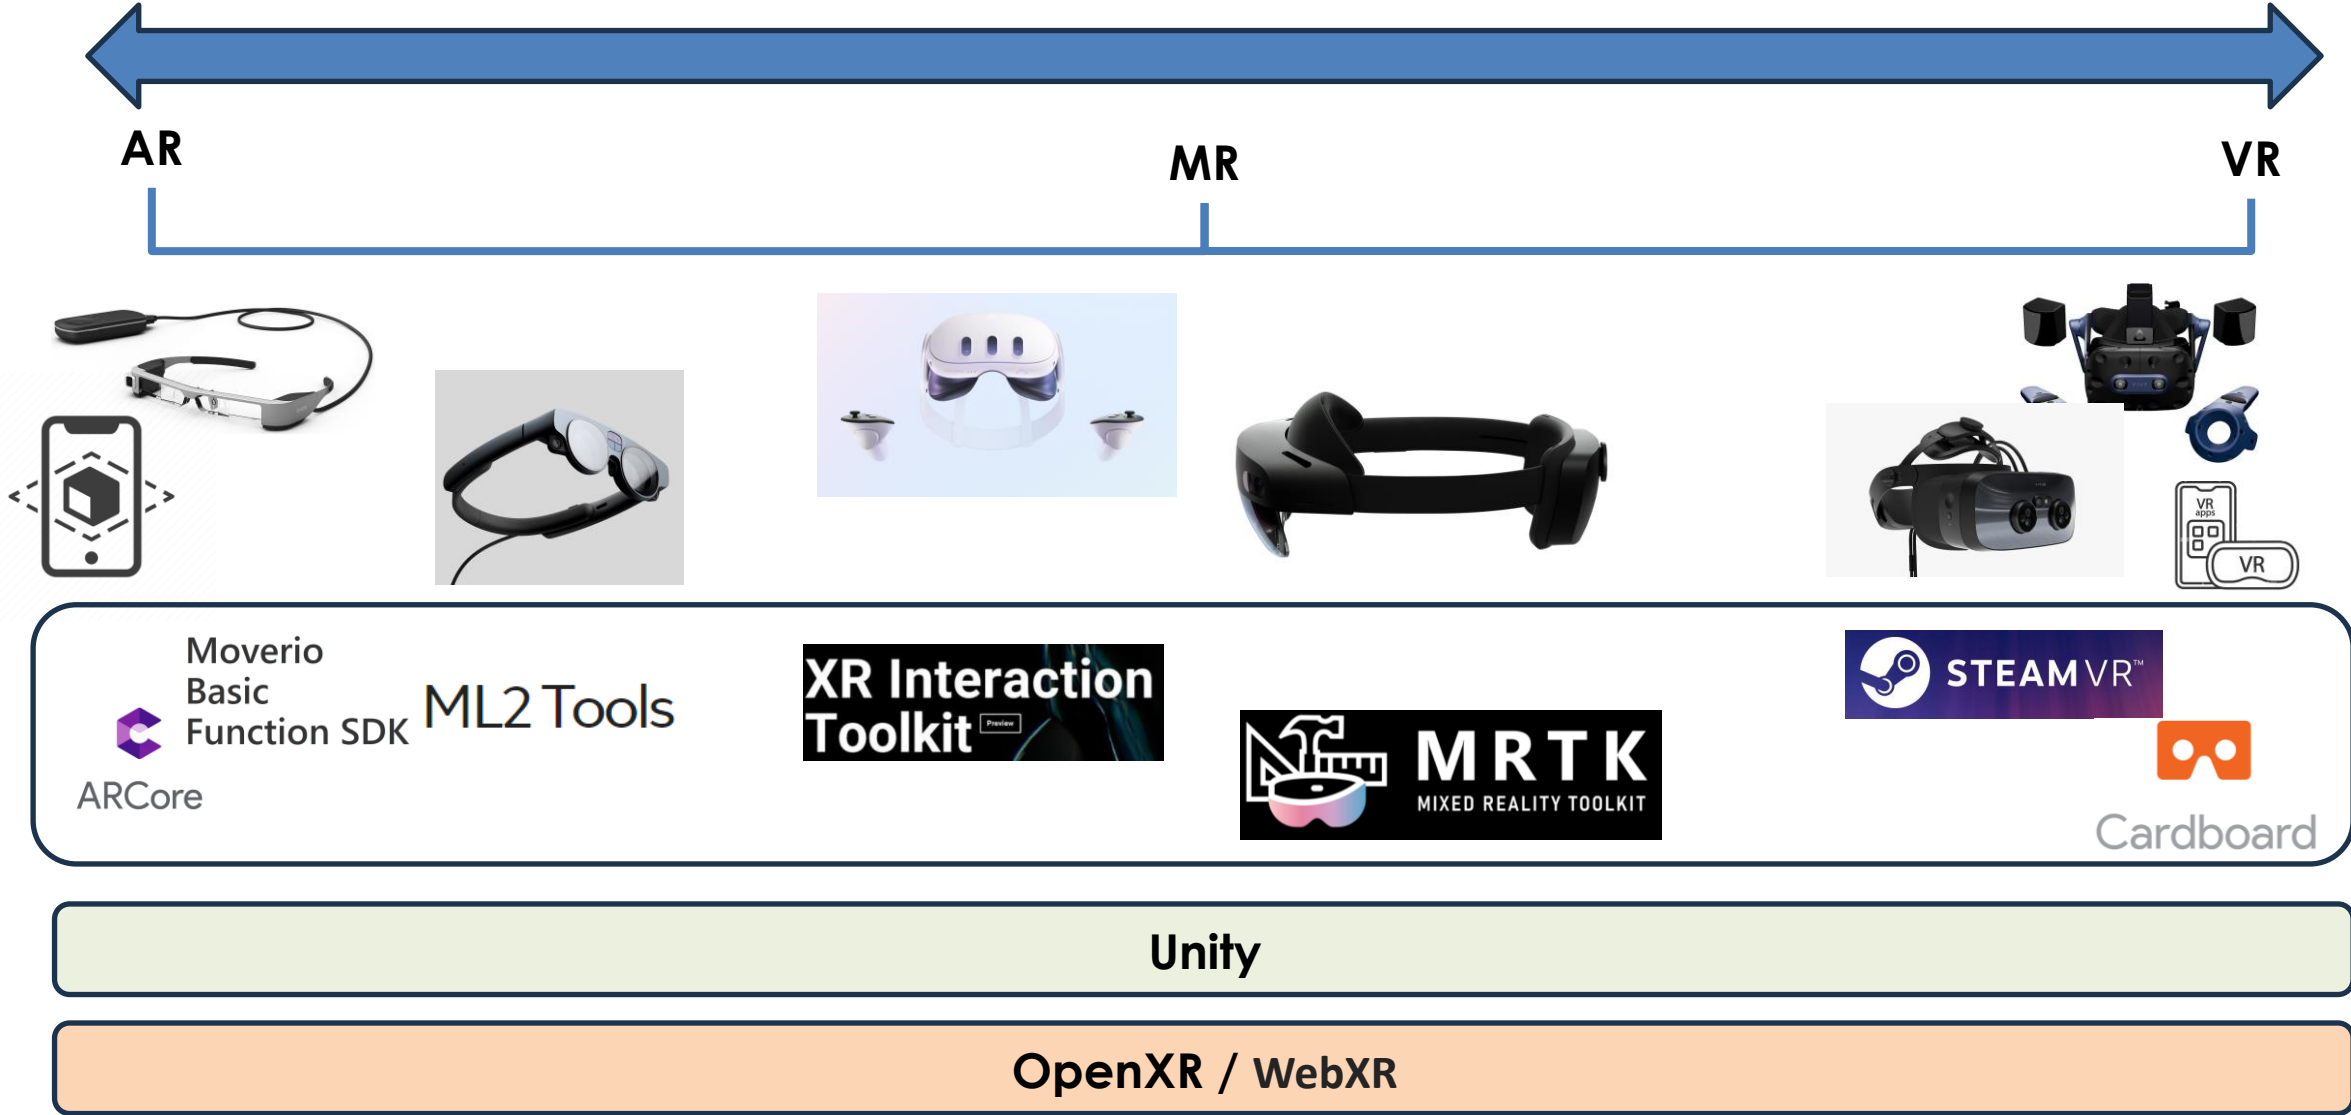 AR
MR
VR
VR
apps
VR
Moverio
Basic
Function SDK
ARCore
ML2 Tools
XR Interaction
Toolkit
Preview
MRTK
MIXED REALITY TOOLKIT
STEAMVR™
Cardboard
Unity
OpenXR / WebXR